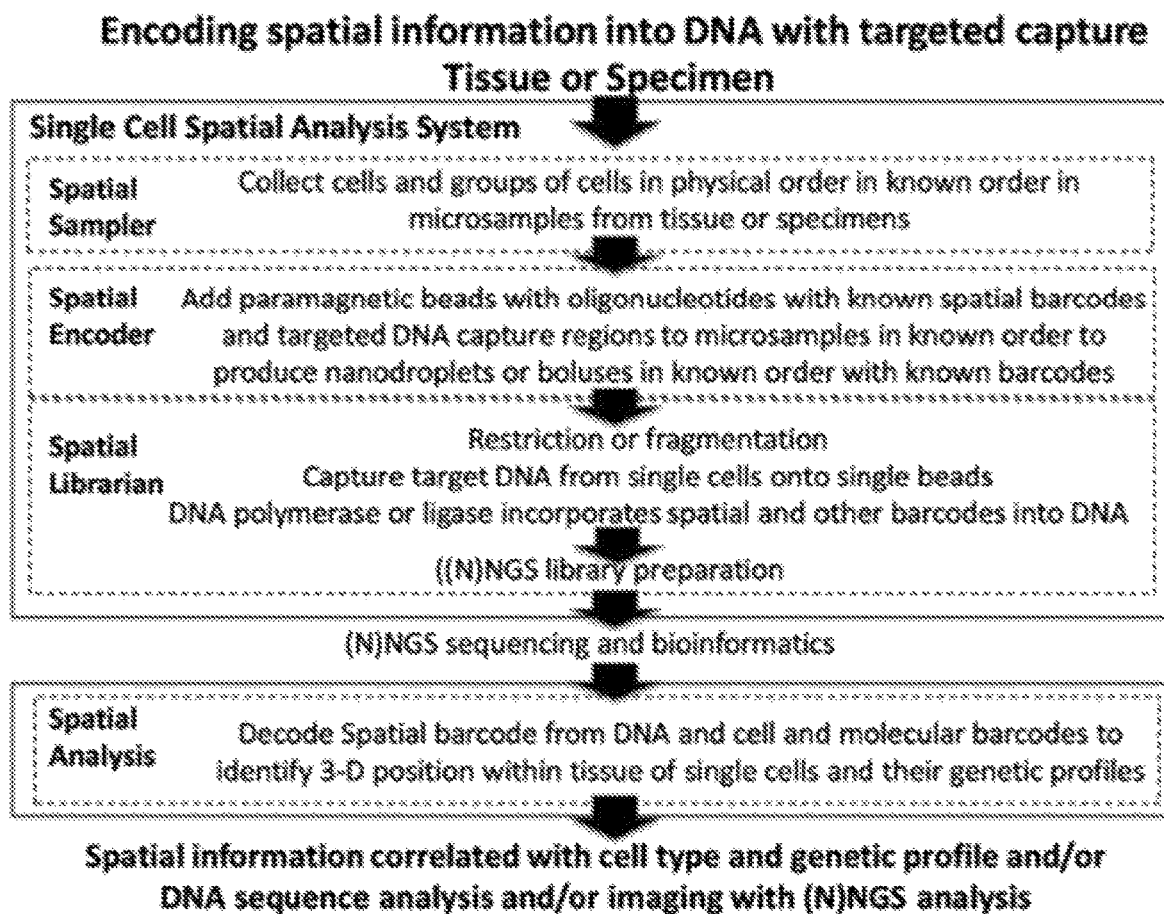 Encoding spatial information into DNA with targeted capture
Tissue or Specimen
Single Cell Spatial Analysis System
Spatial
Sampler
Collect cells and groups of cells in physical order in known order in
microsamples from tissue or specimens
Spatial
Encoder
Add paramagnetic beads with oligonucleotides with known spatial barcodes
and targeted DNA capture regions to microsamples in known order to
produce nanodroplets or boluses in known order with known barcodes
Spatial
Librarian
Restriction or fragmentation
Capture target DNA from single cells onto single beads
DNA polymerase or ligase incorporates spatial and other barcodes into DNA
((N)NGS library preparation
(N)NGS sequencing and bioinformatics
Spatial
Analysis
Decode Spatial barcode from DNA and cell and molecular barcodes to
identify 3-D position within tissue of single cells and their genetic profiles
Spatial information correlated with cell type and genetic profile and/or
DNA sequence analysis and/or imaging with (N)NGS analysis